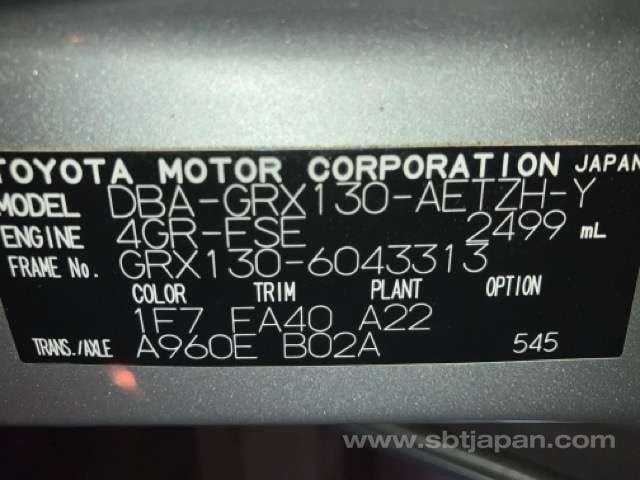 TOYOTA MOTOR CORPORATION JAPAN
MODEL DBA-GRX130-AETZH-Y
ENGINE 4GR-FSE 2499 mL
FRAME NO. GRX130-6043313
COLOR TRIM PLANT OPTION
1F7 FA40 A22
TRANS./AXLE A960E B02A 545
www.sbtjapan.com